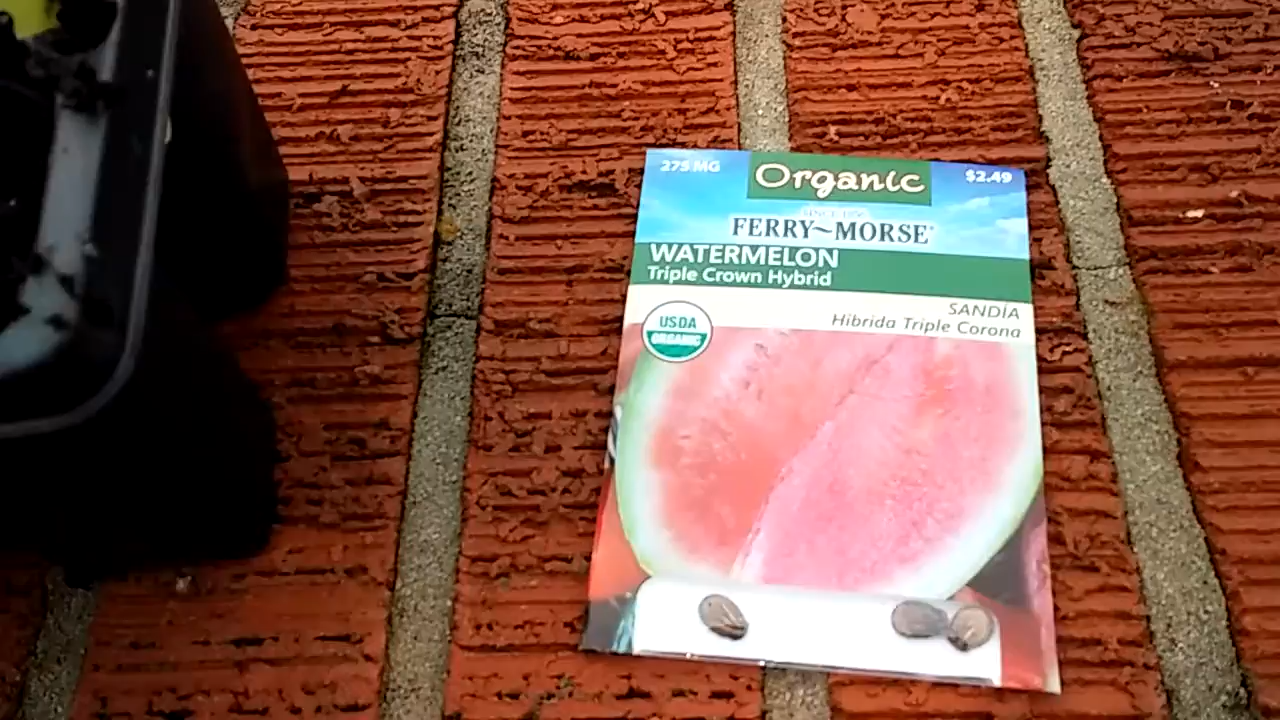 275 MG
Organic
$2.49
FERRY~MORSE®
WATERMELON
Triple Crown Hybrid
SANDÍA
Híbrida Triple Corona
USDA
ORGANIC